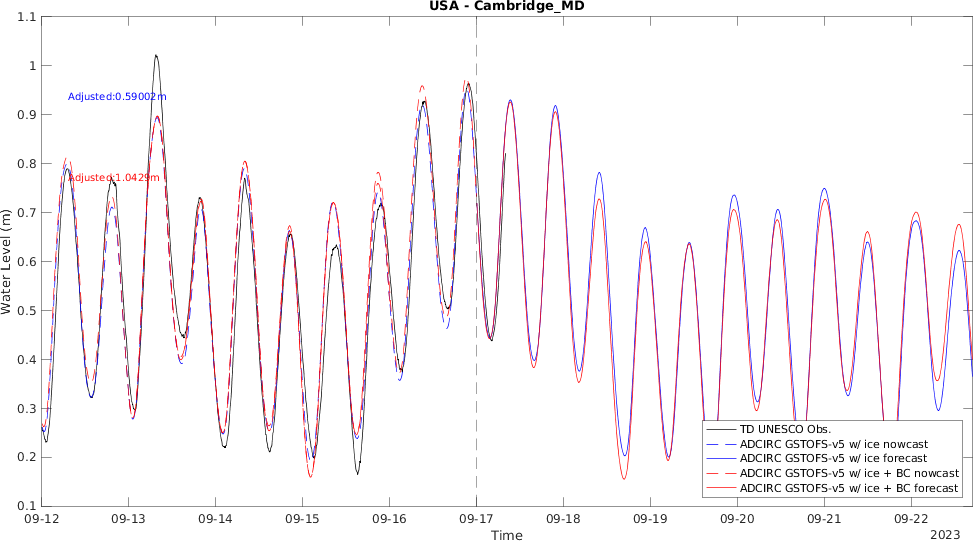 USA - Cambridge_MD
1.1
1
0.9
0.8
0.7
0.6
0.5
0.4
0.3
0.2
0.1
Water Level (m)
Adjusted:0.59002m
Adjusted:1.0429m
TD UNESCO Obs.
ADCIRC GSTOFS-v5 w/ ice nowcast
ADCIRC GSTOFS-v5 w/ ice forecast
ADCIRC GSTOFS-v5 w/ ice + BC nowcast
ADCIRC GSTOFS-v5 w/ ice + BC forecast
09-12 09-13 09-14 09-15 09-16 09-17 09-18 09-19 09-20 09-21 09-22
2023
Time